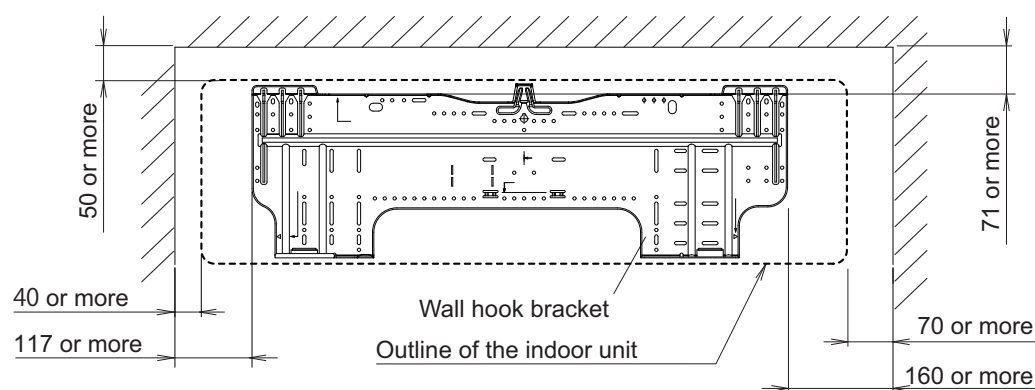 50 or more
71 or more
40 or more
Wall hook bracket
70 or more
117 or more
Outline of the indoor unit
160 or more